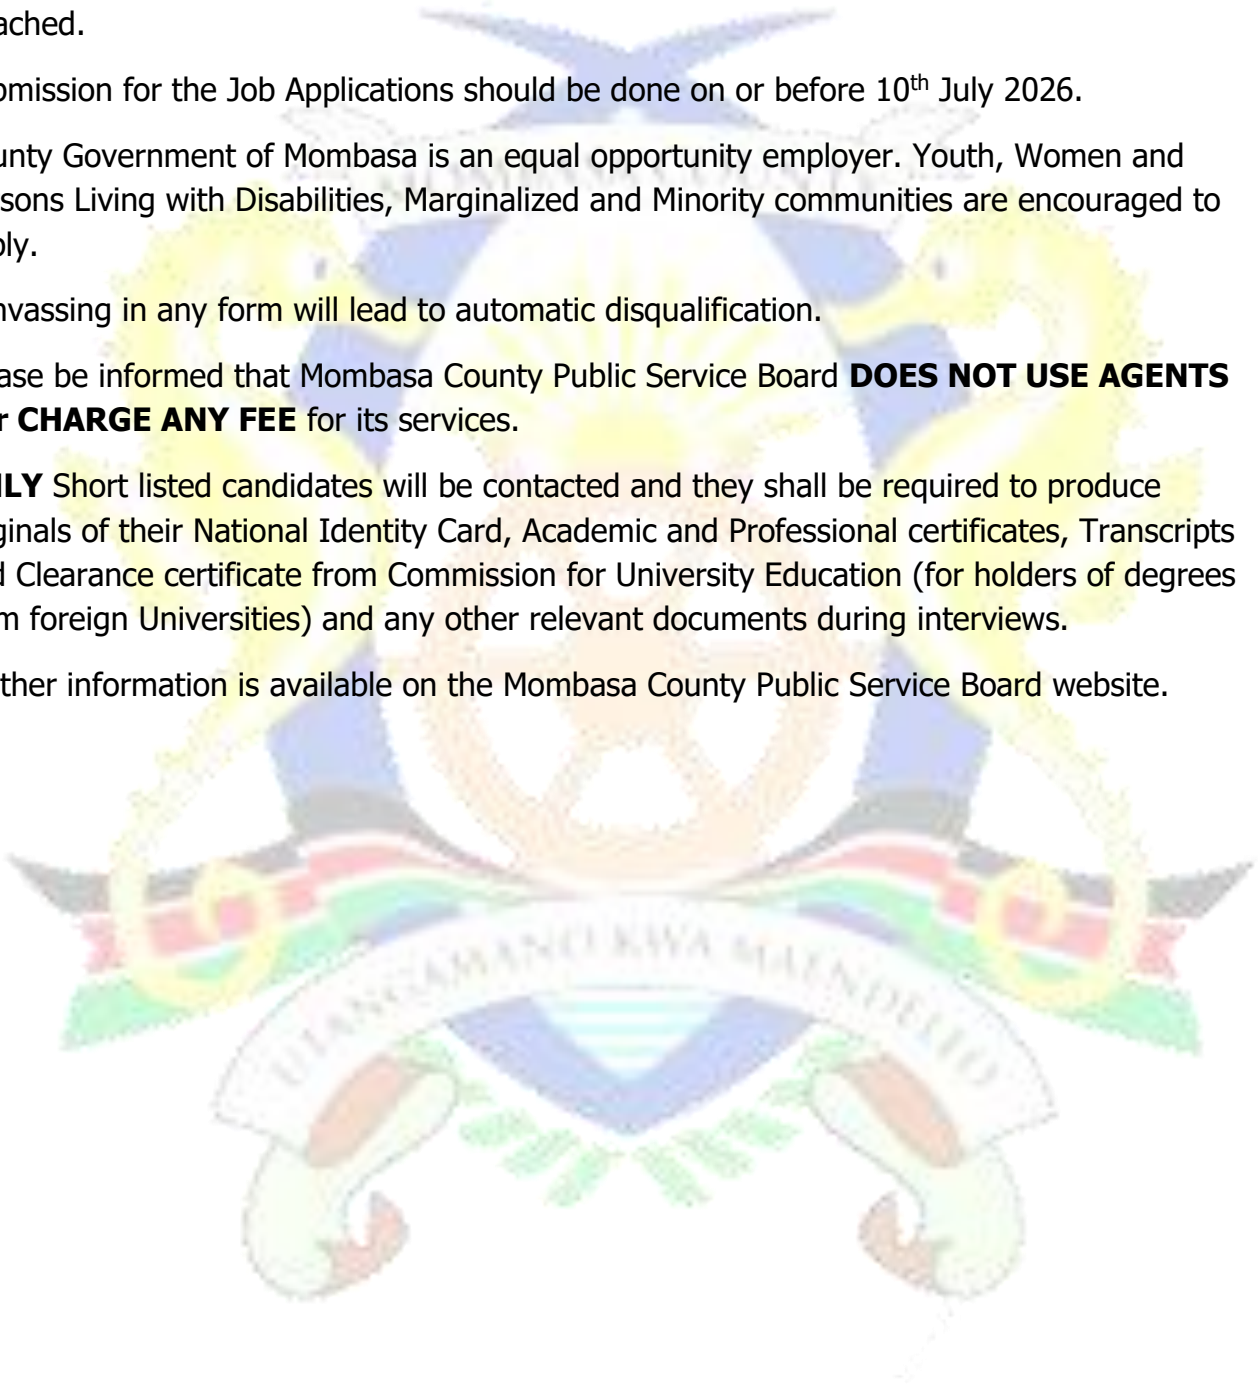 ached.
omission for the Job Applications should be done on or before 10th July 2026.
unty Government of Mombasa is an equal opportunity employer. Youth, Women and
sons Living with Disabilities, Marginalized and Minority communities are encouraged to
ly.
nvassing in any form will lead to automatic disqualification.
ase be informed that Mombasa County Public Service Board DOES NOT USE AGENTS
r CHARGE ANY FEE for its services.
NLY Short listed candidates will be contacted and they shall be required to produce
ginals of their National Identity Card, Academic and Professional certificates, Transcripts
d Clearance certificate from Commission for University Education (for holders of degrees
m foreign Universities) and any other relevant documents during interviews.
ther information is available on the Mombasa County Public Service Board website.
MOMBASA COUNTY
UTANGAMANO KWA MAENDELEO